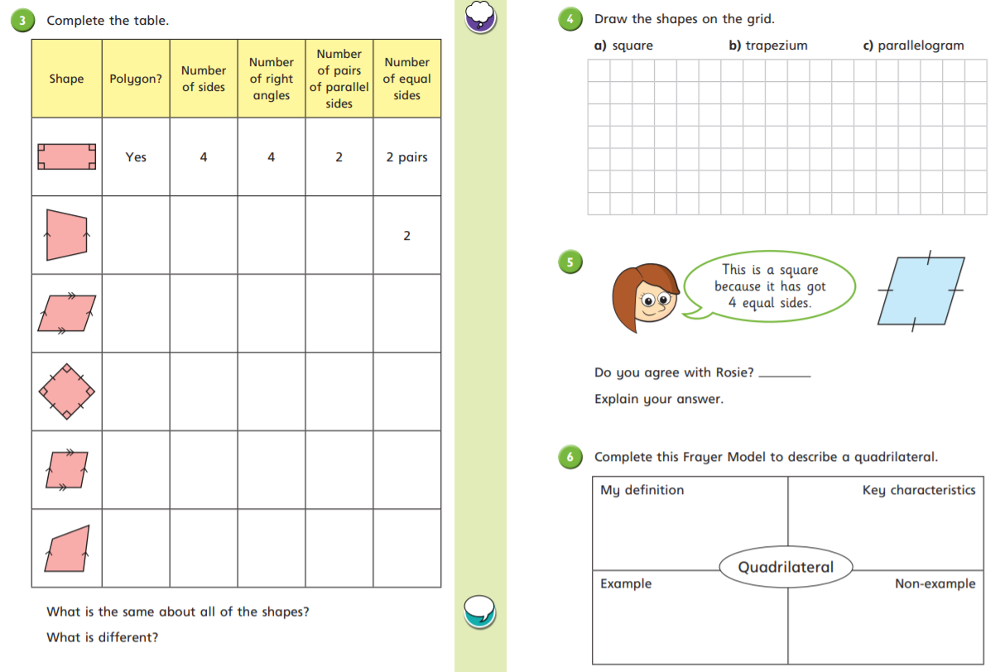 3 Complete the table.
Shape Polygon? Number of sides Number of right angles Number of pairs of parallel sides Number of equal sides
Yes 4 4 2 2 pairs
2
What is the same about all of the shapes?
What is different?
4 Draw the shapes on the grid.
a) square b) trapezium c) parallelogram
5
This is a square
because it has got
4 equal sides.
Do you agree with Rosie?
Explain your answer.
6 Complete this Frayer Model to describe a quadrilateral.
My definition Key characteristics
Quadrilateral
Example Non-example